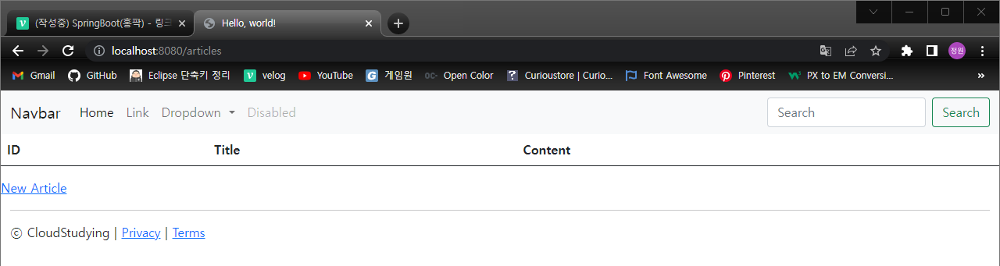 (작성중) SpringBoot(홍팍) - 링크 Hello, world!
localhost:8080/articles 정원
Gmail GitHub Eclipse 단축키 정리 velog YouTube 게임원 OC- Open Color Curioustore | Curio... Font Awesome Pinterest PX to EM Conversi... »
Navbar Home Link Dropdown Disabled Search Search
ID Title Content
New Article
ⓒ CloudStudying | Privacy | Terms